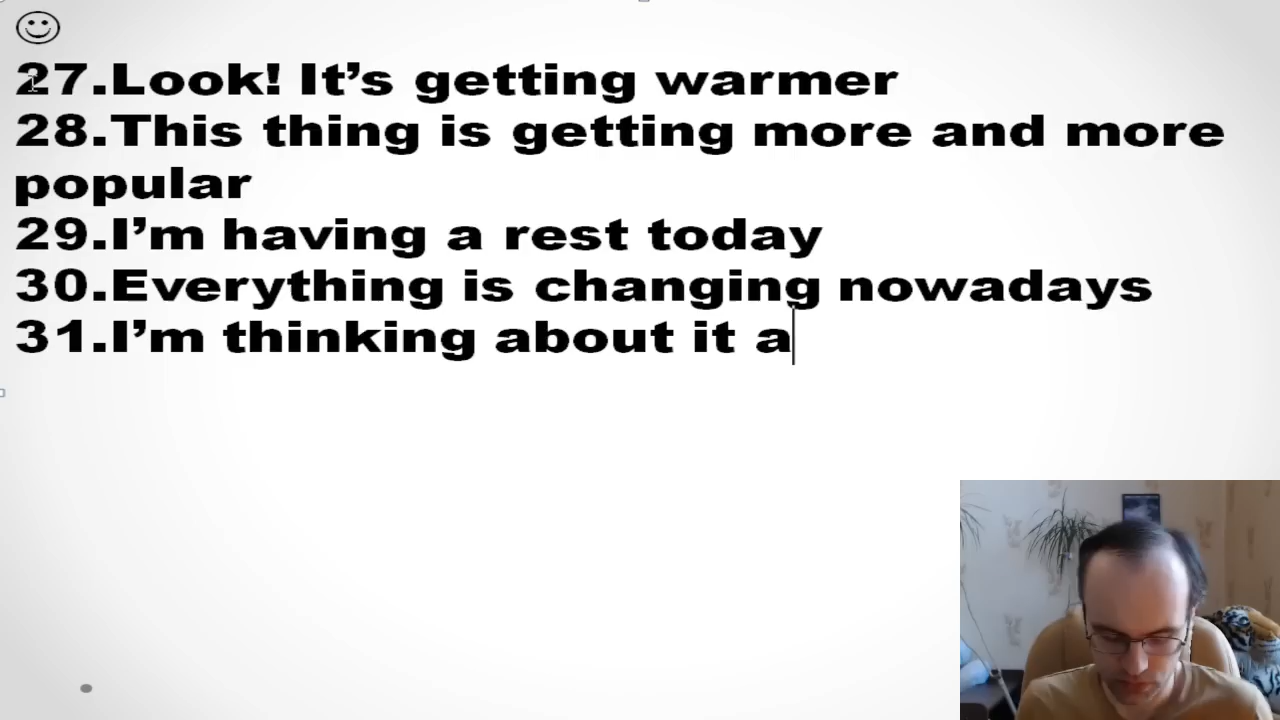 27.Look! It’s getting warmer
28.This thing is getting more and more
popular
29.I’m having a rest today
30.Everything is changing nowadays
31.I’m thinking about it a